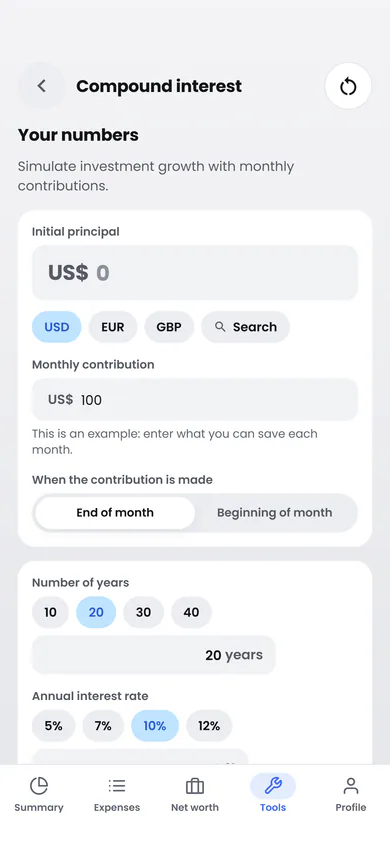 Compound interest
Your numbers
Simulate investment growth with monthly
contributions.
Initial principal
US$ 0
USD EUR GBP Search
Monthly contribution
US$ 100
This is an example: enter what you can save each
month.
When the contribution is made
End of month Beginning of month
Number of years
10 20 30 40
20 years
Annual interest rate
5% 7% 10% 12%
Summary Expenses Net worth Tools Profile